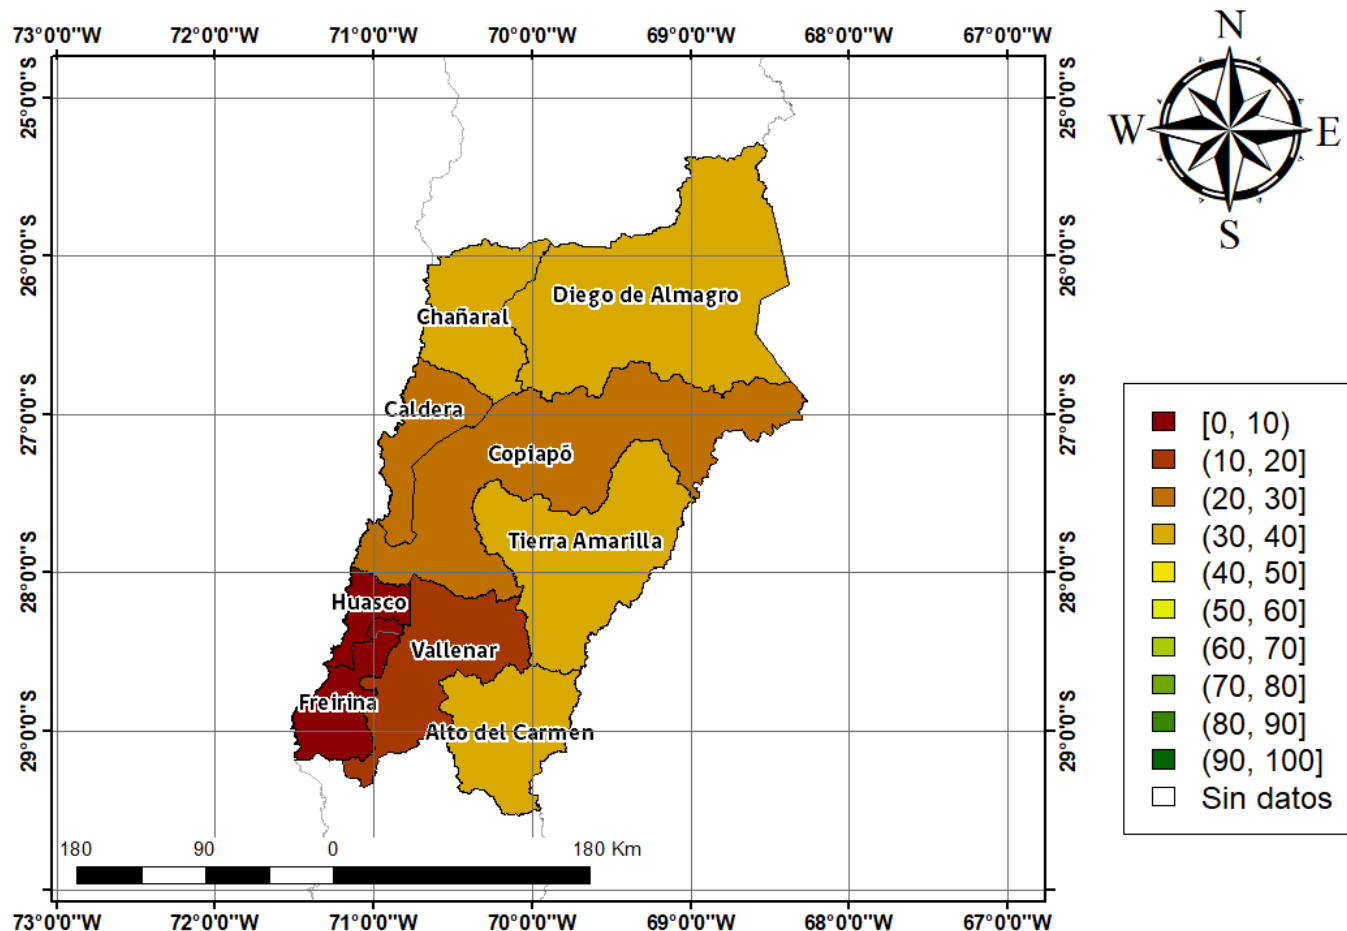 73°0'0"W 72°0'0"W 71°0'0"W 70°0'0"W 69°0'0"W 68°0'0"W 67°0'0"W
N
W E
S
25°0'0"S 25°0'0"S
26°0'0"S 26°0'0"S
27°0'0"S 27°0'0"S
28°0'0"S 28°0'0"S
29°0'0"S 29°0'0"S
Diego de Almagro
Chañaral
Caldera
Copiapó
Tierra Amarilla
Huasco
Vallenar
Freirina
Alto del Carmen
[0, 10)
(10, 20]
(20, 30]
(30, 40]
(40, 50]
(50, 60]
(60, 70]
(70, 80]
(80, 90]
(90, 100]
Sin datos
180 90 0 180 Km
73°0'0"W 72°0'0"W 71°0'0"W 70°0'0"W 69°0'0"W 68°0'0"W 67°0'0"W